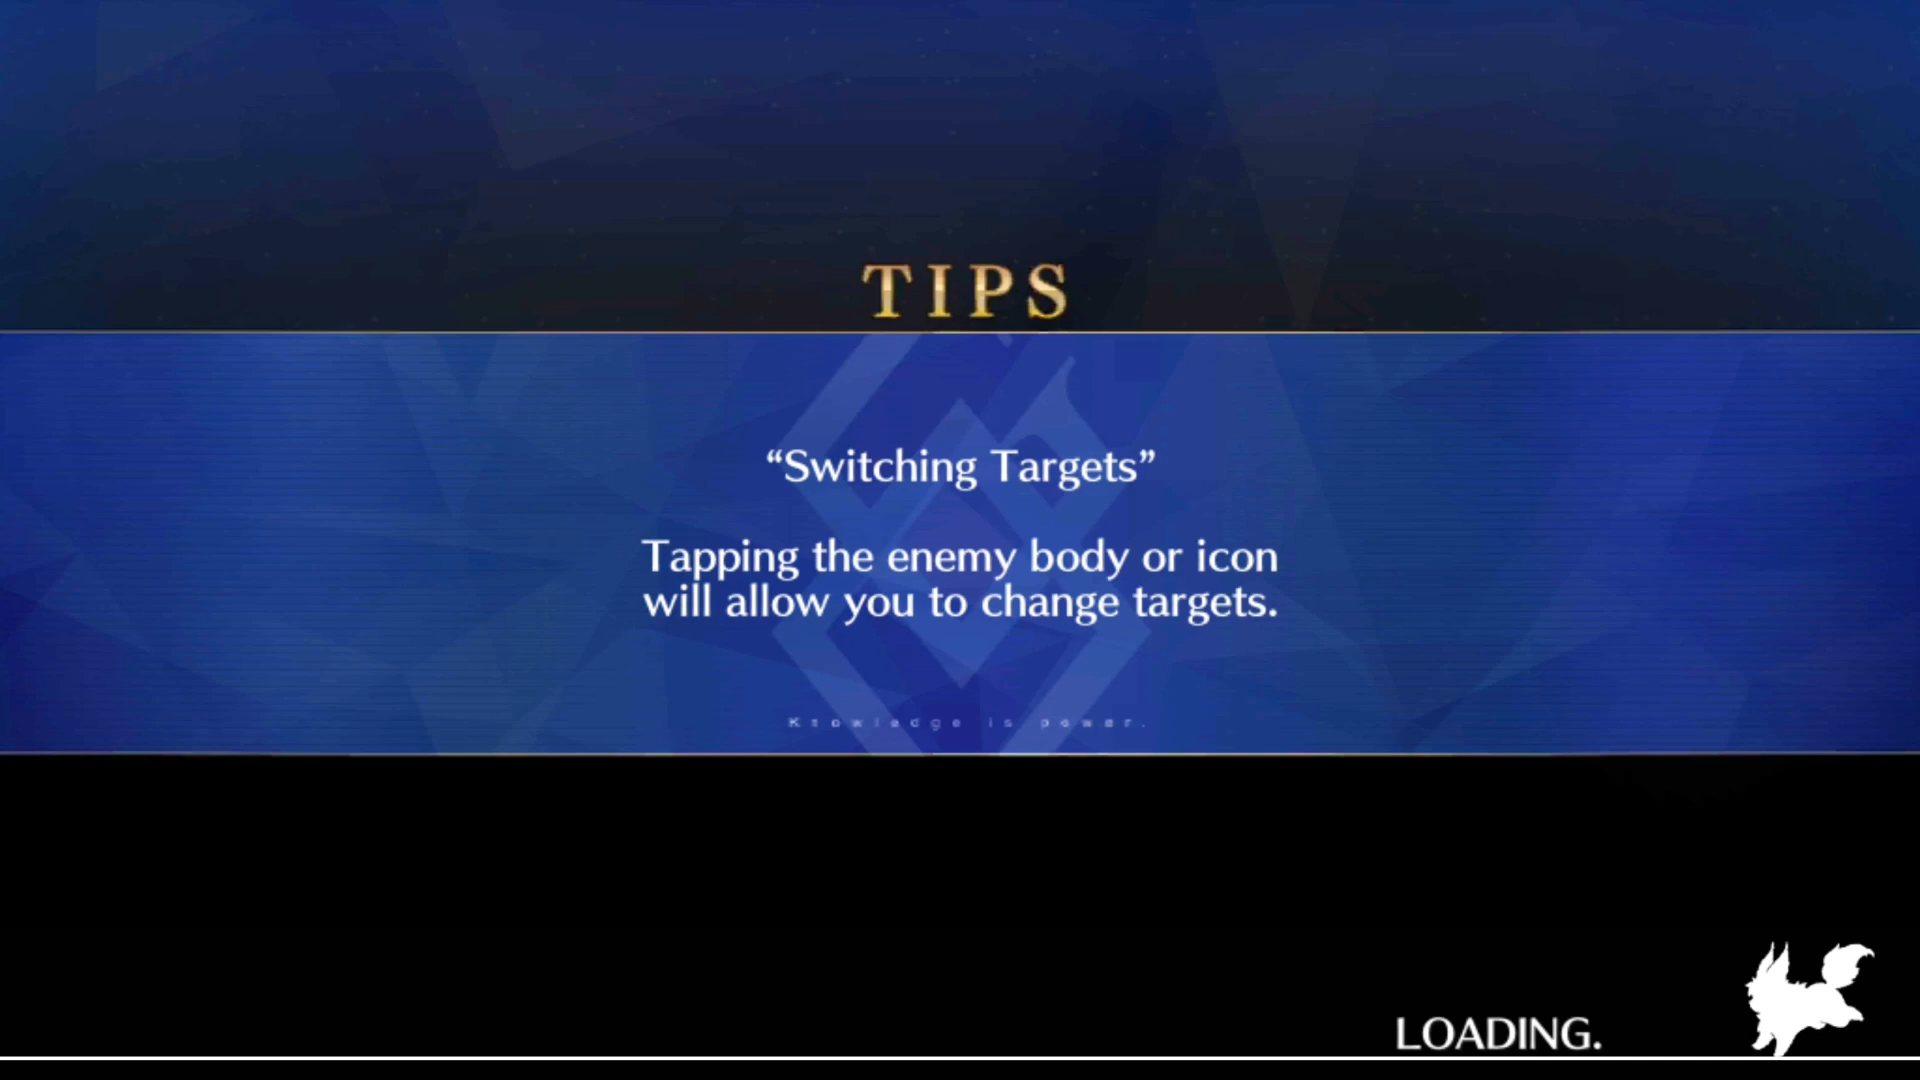 TIPS
“Switching Targets”
Tapping the enemy body or icon
will allow you to change targets.
Knowledge is power.
LOADING.